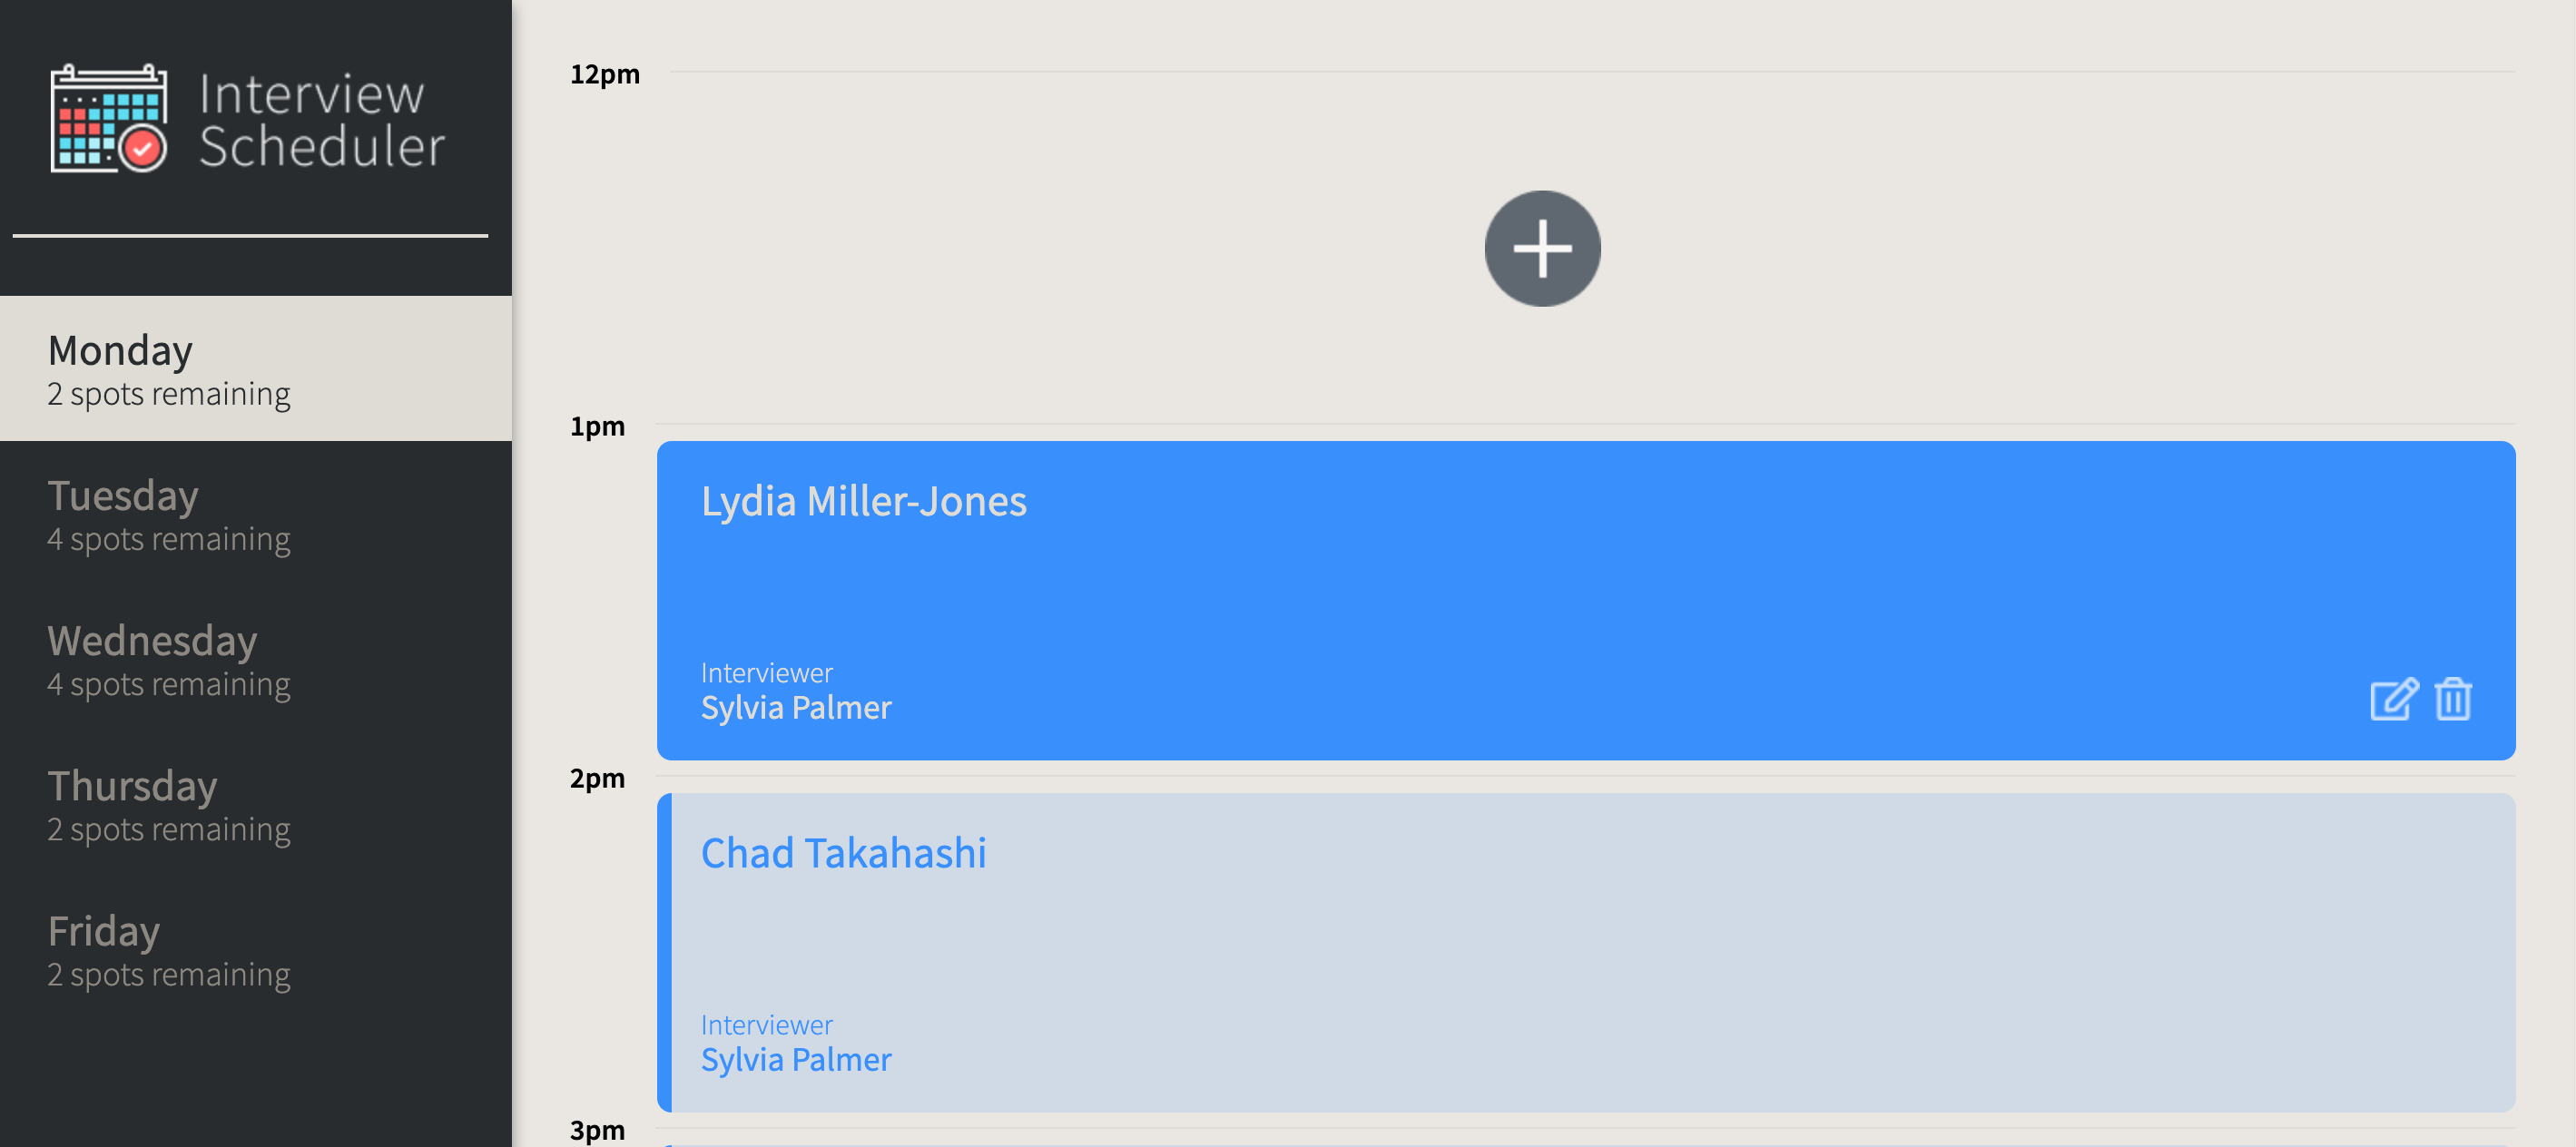 Interview
Scheduler
Monday
2 spots remaining
Tuesday
4 spots remaining
Wednesday
4 spots remaining
Thursday
2 spots remaining
Friday
2 spots remaining
12pm
1pm
Lydia Miller-Jones
Interviewer
Sylvia Palmer
2pm
Chad Takahashi
Interviewer
Sylvia Palmer
3pm